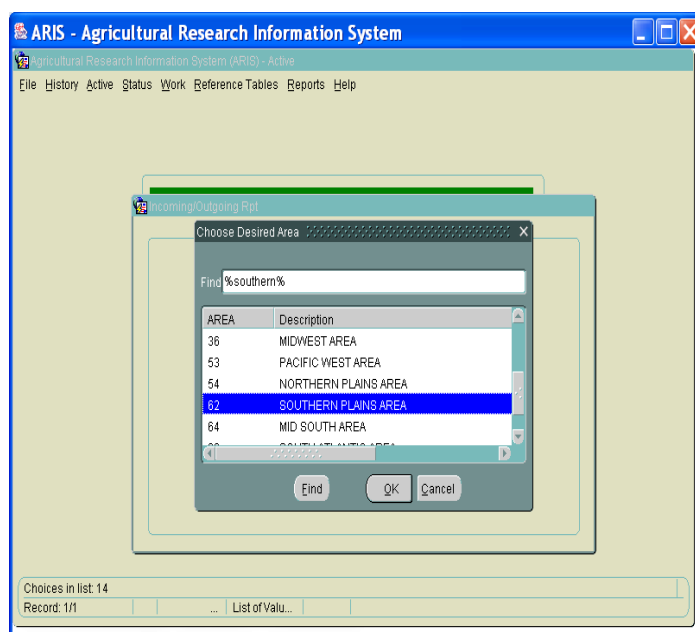 ARIS - Agricultural Research Information System
Agricultural Research Information System (ARIS) - Active
File History Active Status Work Reference Tables Reports Help
Incoming/Outgoing Rpt
Choose Desired Area
Find %southern%
AREA Description
36 MIDWEST AREA
53 PACIFIC WEST AREA
54 NORTHERN PLAINS AREA
62 SOUTHERN PLAINS AREA
64 MID SOUTH AREA
SOUTH ATLANTIC AREA
Find OK Cancel
Choices in list: 14
Record: 1/1 ... List of Valu...